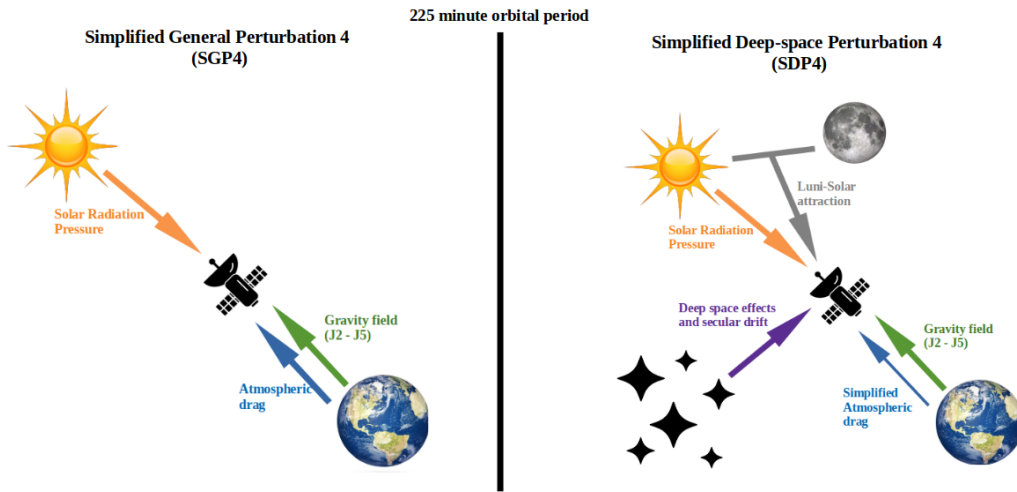 225 minute orbital period
Simplified General Perturbation 4
(SGP4)
Solar Radiation
Pressure
Gravity field
(J2 - J5)
Atmospheric
drag
Simplified Deep-space Perturbation 4
(SDP4)
Luni-Solar
attraction
Solar Radiation
Pressure
Deep space effects
and secular drift
Gravity field
(J2 - J5)
Simplified
Atmospheric
drag